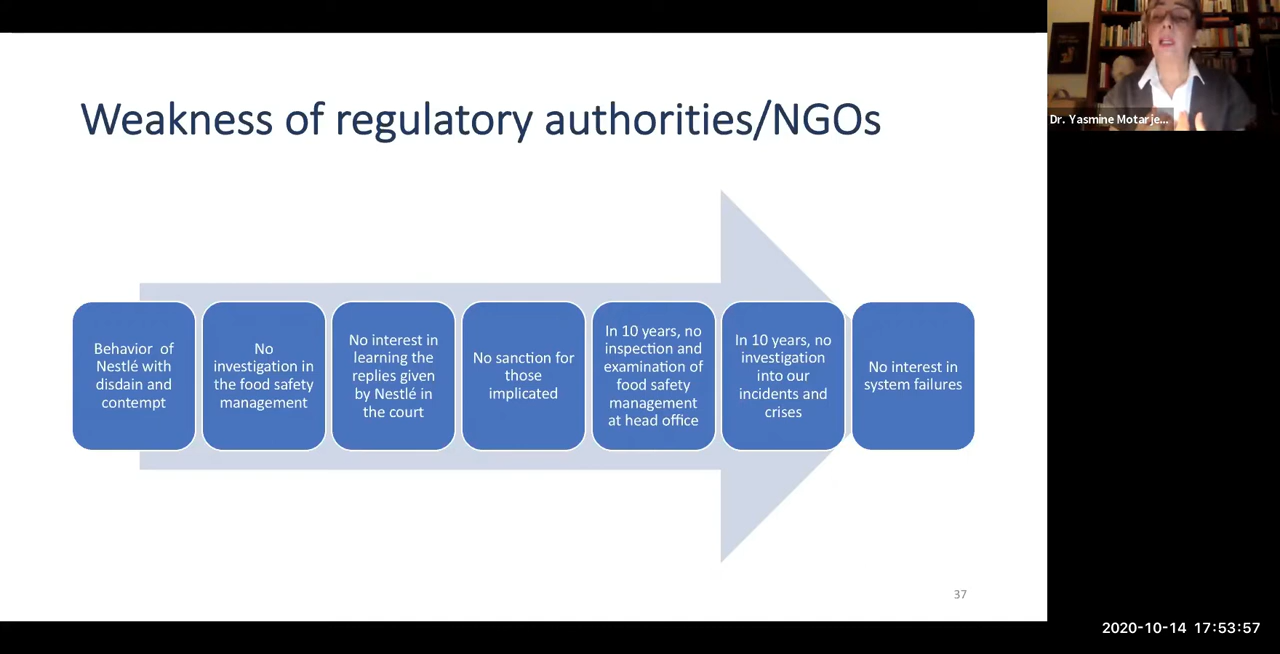 Weakness of regulatory authorities/NGOs
Dr. Yasmine Motarje...
Behavior of
Nestlé with
disdain and
contempt
No
investigation in
the food safety
management
No interest in
learning the
replies given
by Nestlé in
the court
No sanction for
those
implicated
In 10 years, no
inspection and
examination of
food safety
management
at head office
In 10 years, no
investigation
into our
incidents and
crises
No interest in
system failures
37
2020-10-14 17:53:57